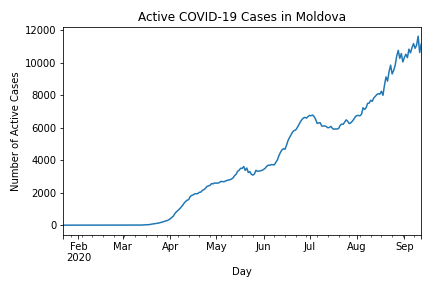 Active COVID-19 Cases in Moldova
12000
10000
8000
6000
4000
2000
0
Number of Active Cases
Feb Mar Apr May Jun Jul Aug Sep
2020
Day